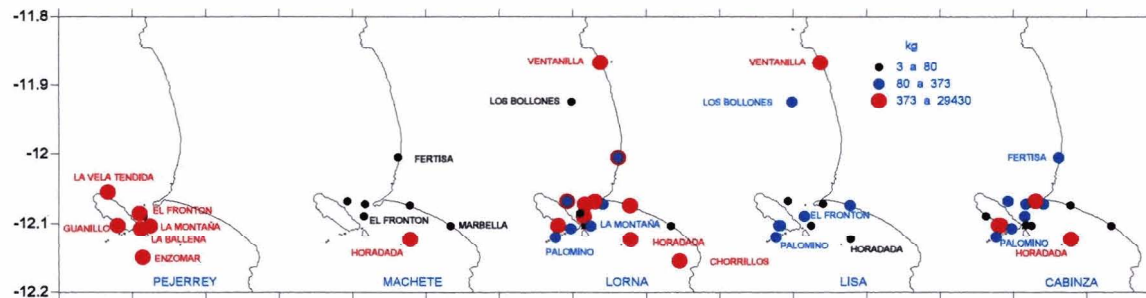 -11.8
-11.9
-12
-12.1
-12.2
LA VELA TENDIDA
EL FRONTON
GUANILLO
LA MONTAÑA
LA BALLENA
ENZOMAR
PEJERREY
FERTISA
EL FRONTON
MARBELLA
HORADADA
MACHETE
VENTANILLA
LOS BOLLONES
LA MONTAÑA
PALOMINO
HORADADA
CHORRILLOS
LORNA
VENTANILLA
LOS BOLLONES
EL FRONTON
PALOMINO
HORADADA
LISA
kg
3 a 80
80 a 373
373 a 29430
FERTISA
PALOMINO
HORADADA
CABINZA